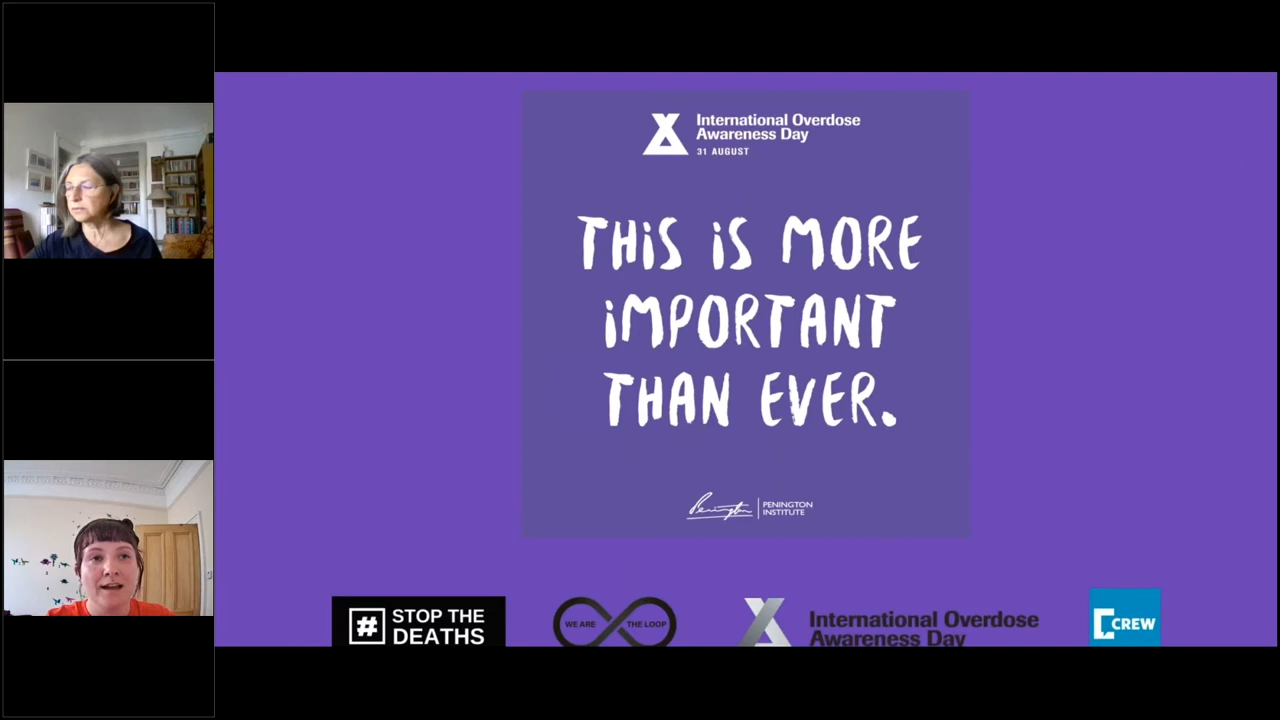 International Overdose
Awareness Day
31 AUGUST
THIS IS MORE
IMPORTANT
THAN EVER.
Penington
PENINGTON
INSTITUTE
# STOP THE
DEATHS
WE ARE THE LOOP
International Overdose
Awareness Day
CREW